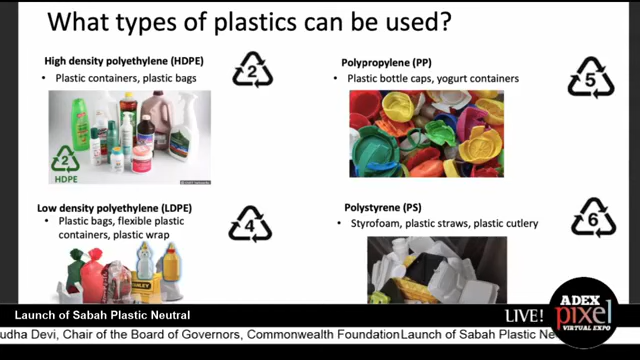 What types of plastics can be used?
High density polyethylene (HDPE)
• Plastic containers, plastic bags
2
2
HDPE
Polypropylene (PP)
• Plastic bottle caps, yogurt containers
5
Low density polyethylene (LDPE)
• Plastic bags, flexible plastic
containers, plastic wrap
4
Polystyrene (PS)
• Styrofoam, plastic straws, plastic cutlery
6
Launch of Sabah Plastic Neutral
LIVE!
ADEX
pixel
VIRTUAL EXPO
udha Devi, Chair of the Board of Governors, Commonwealth Foundation Launch of Sabah Plastic Ne